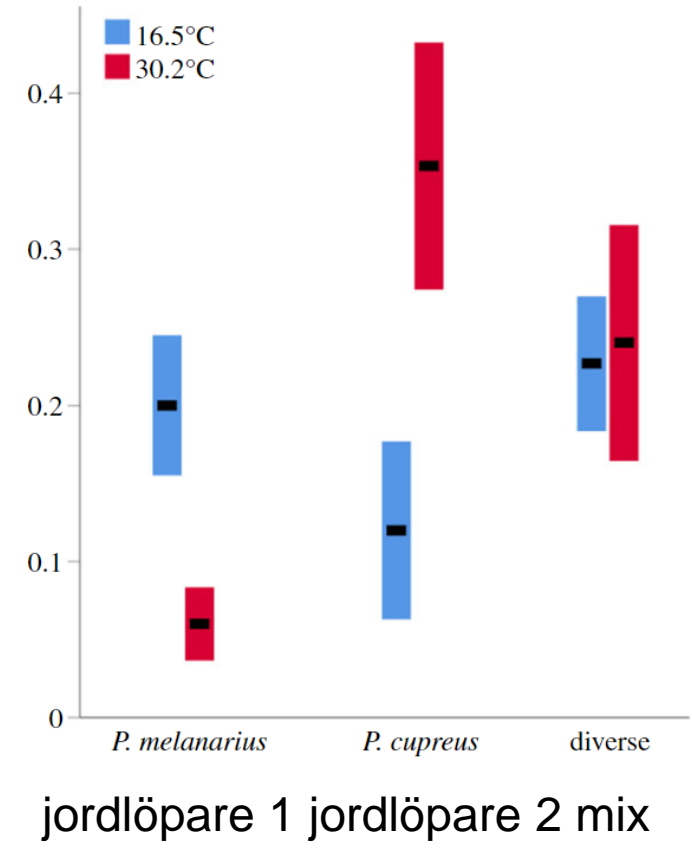 16.5°C
30.2°C
0.4
0.3
0.2
0.1
0
P. melanarius P. cupreus diverse
jordlöpare 1 jordlöpare 2 mix